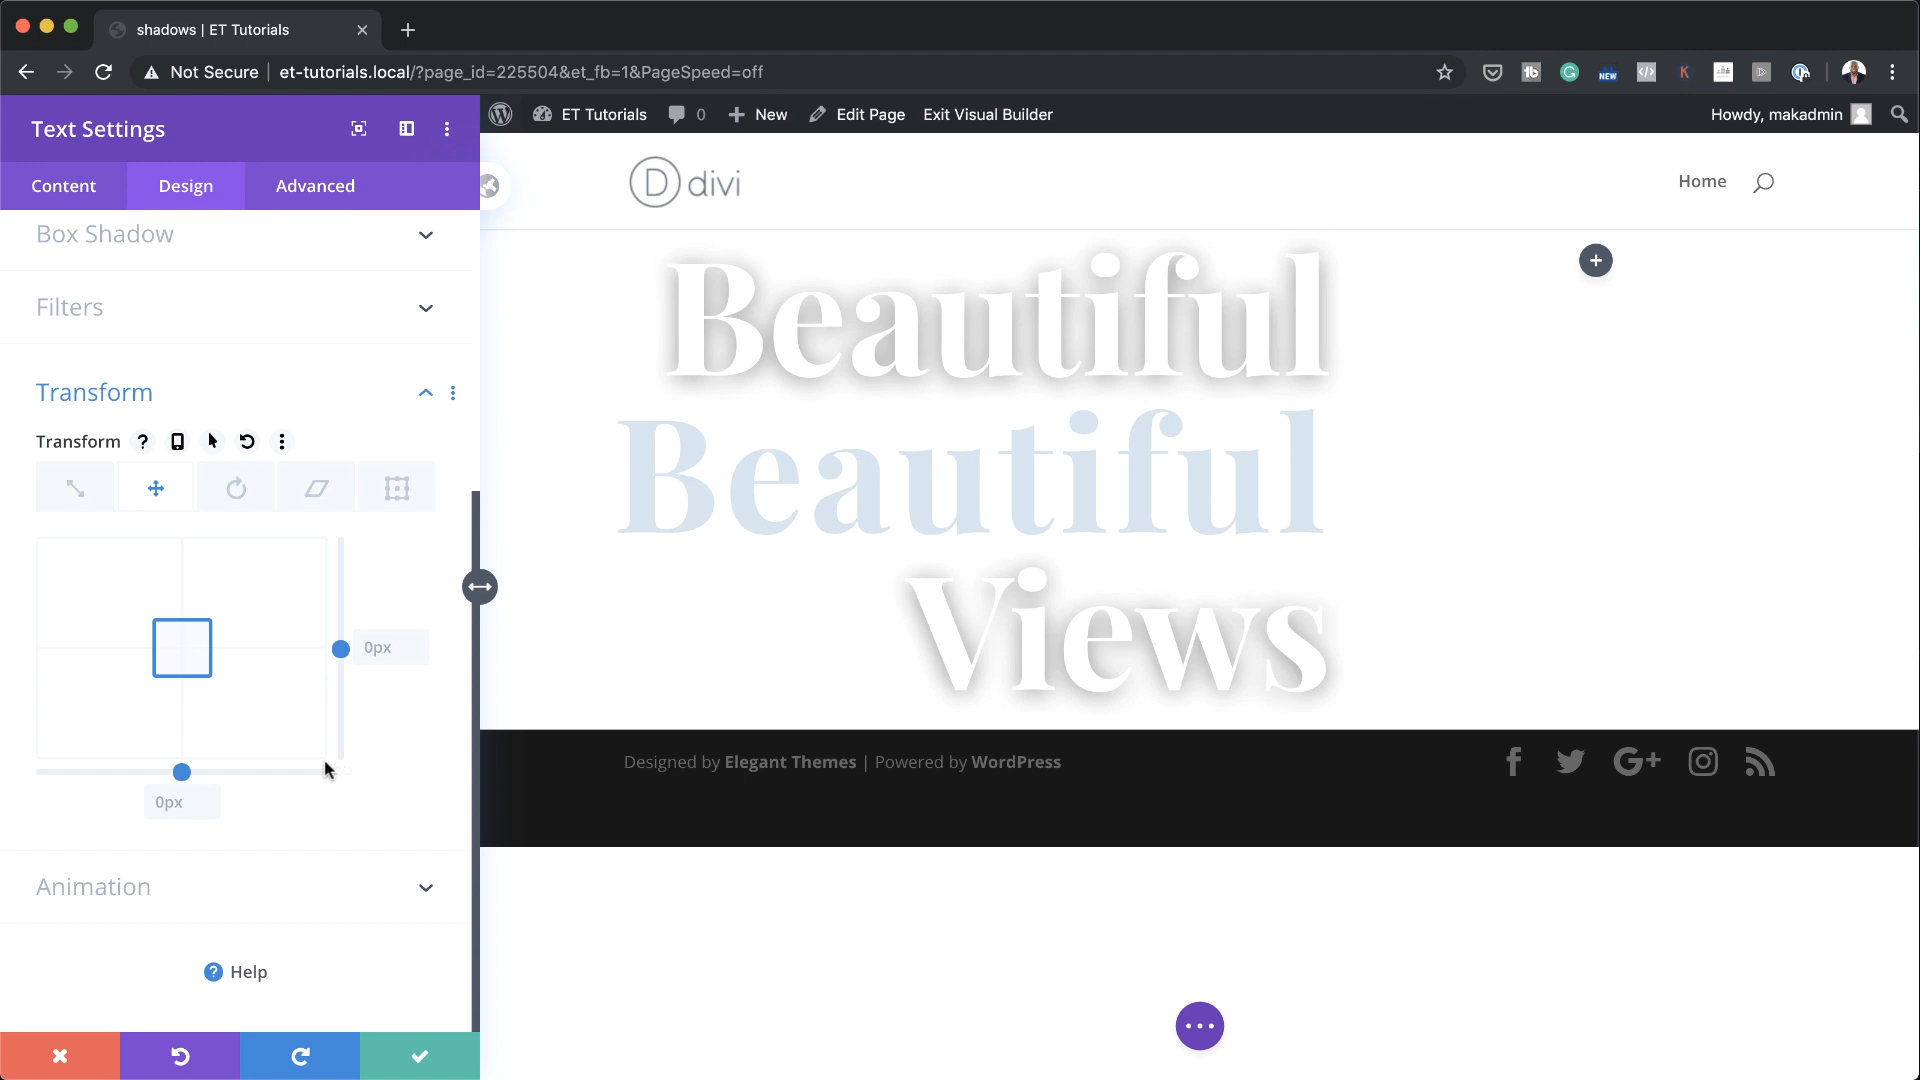 shadows | ET Tutorials
Not Secure | et-tutorials.local/?page_id=225504&et_fb=1&PageSpeed=off
NEW
Text Settings
ET Tutorials 0 New Edit Page Exit Visual Builder
Howdy, makadmin
Content Design Advanced
D divi
Home
Box Shadow
Filters
Transform
Transform ?
0px
0px
Animation
? Help
Beautiful
Beautiful
Views
Designed by Elegant Themes | Powered by WordPress